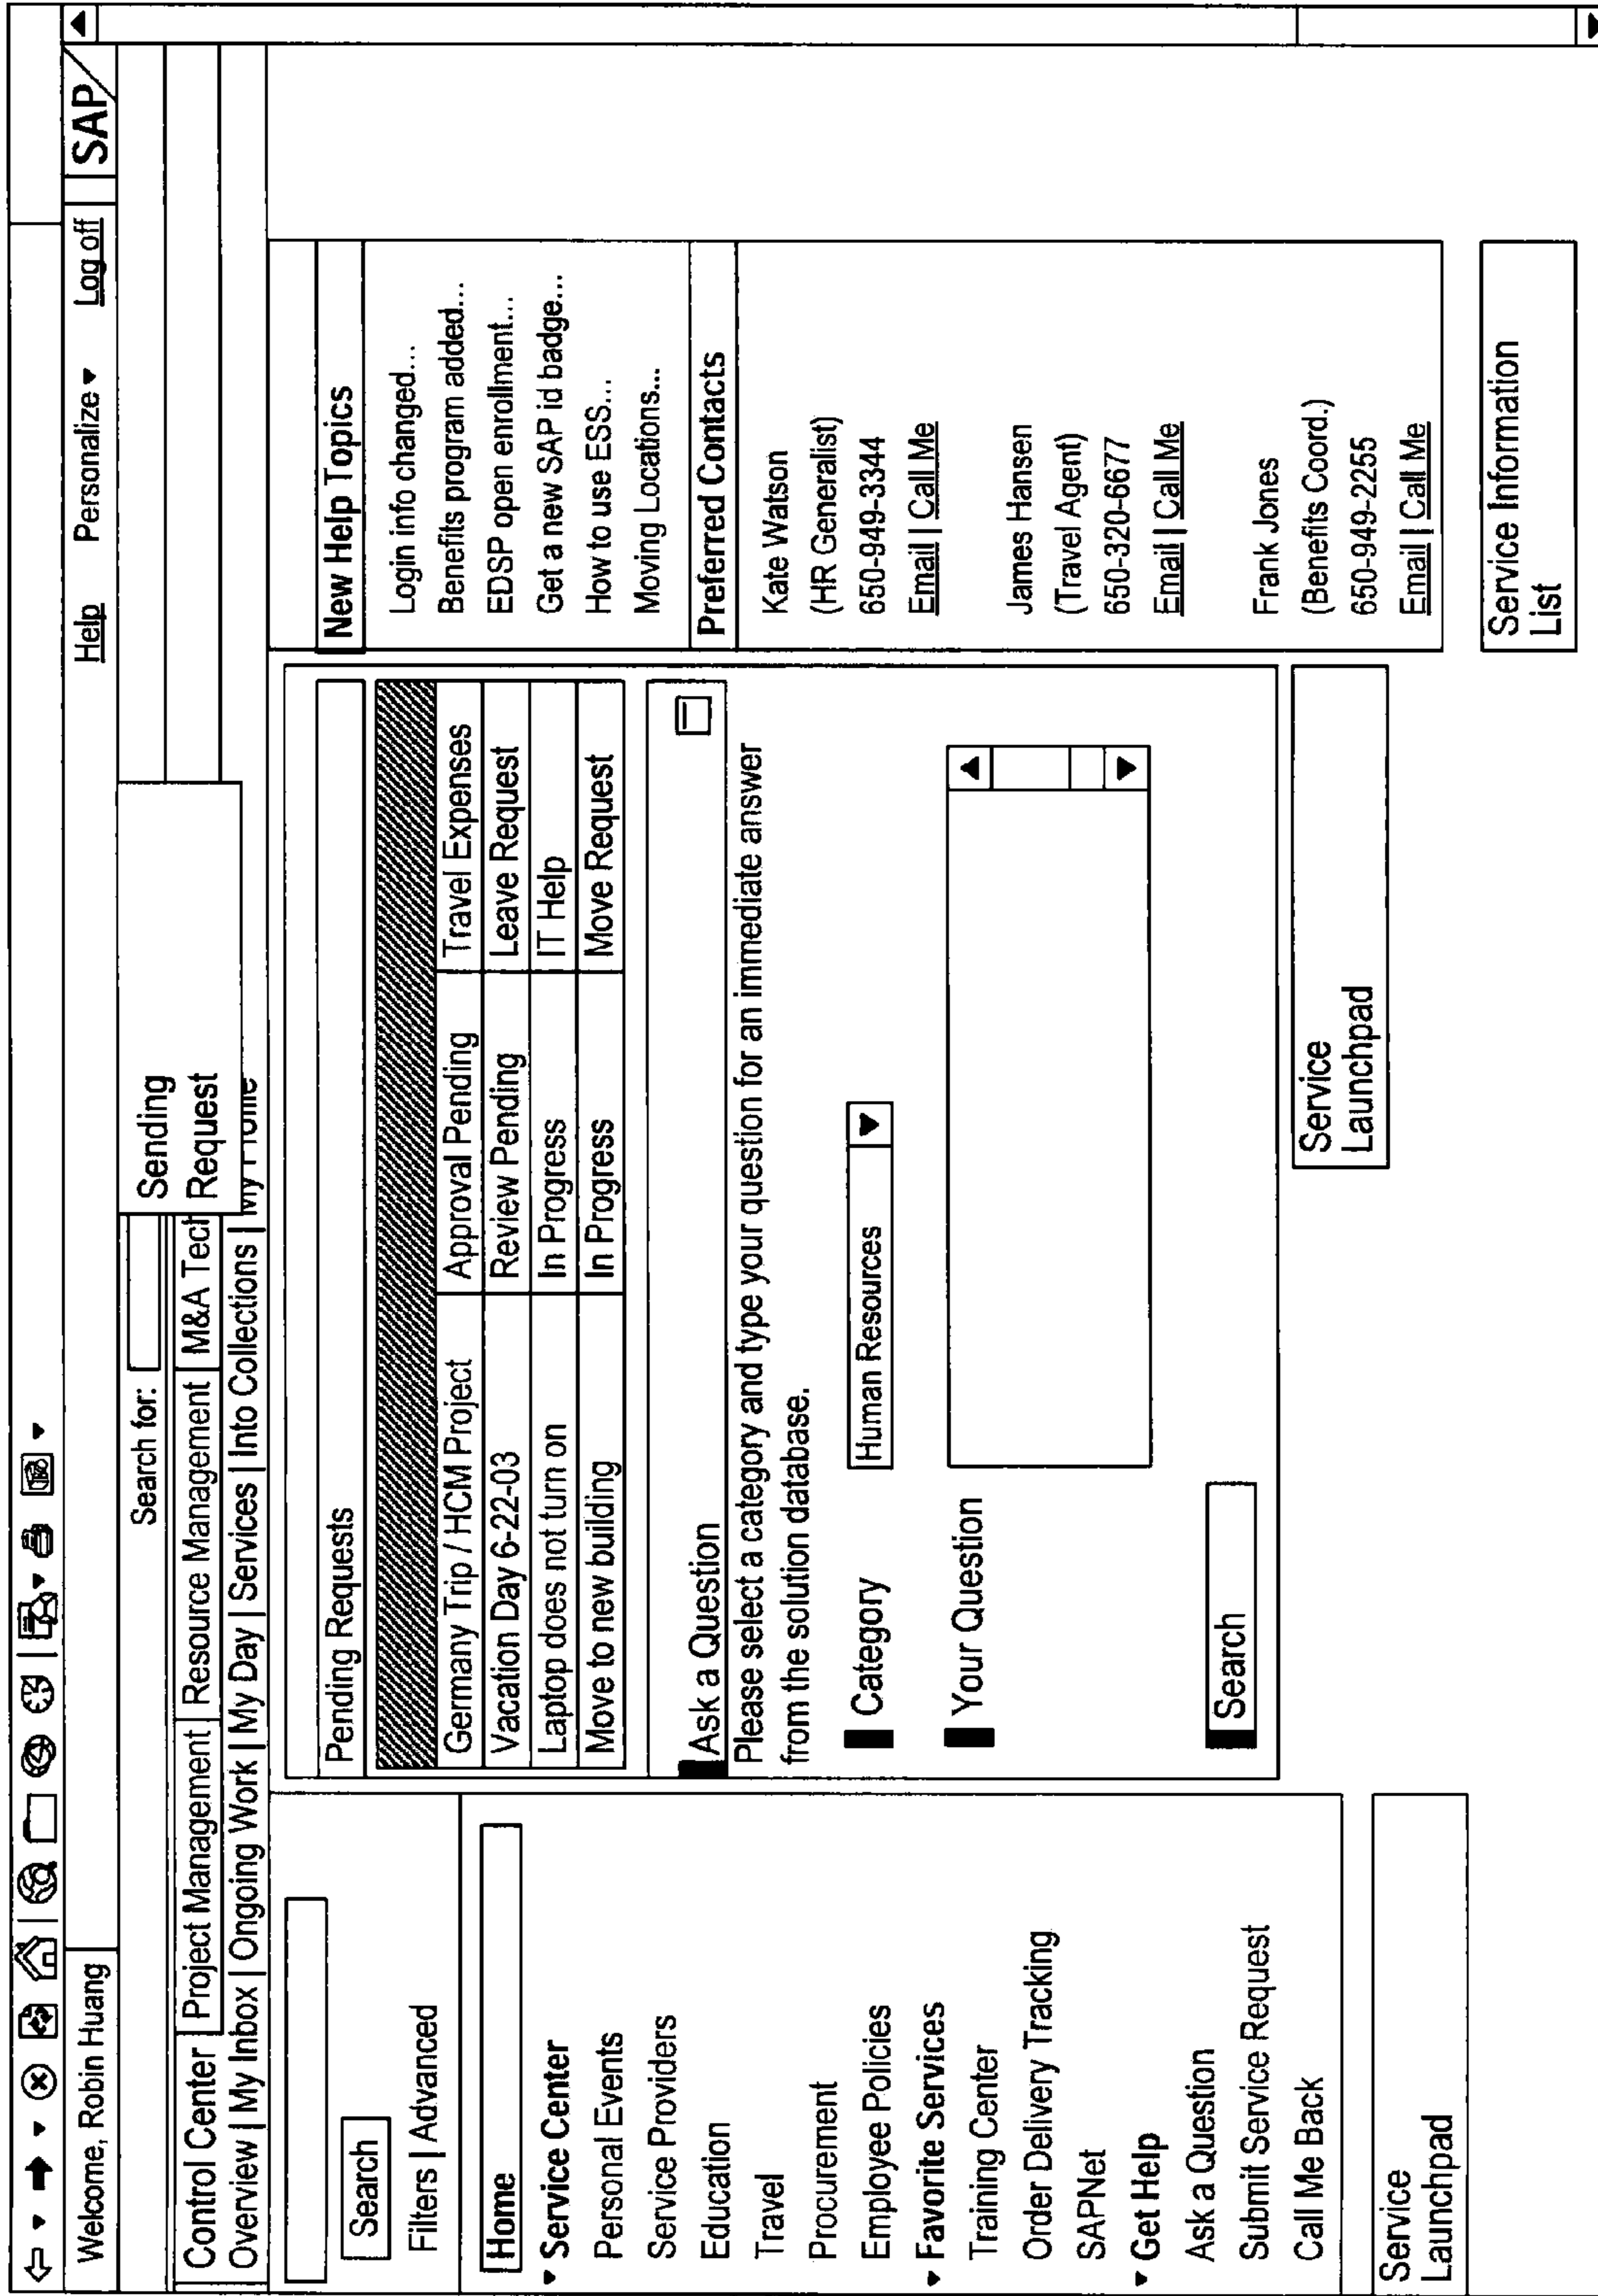 Welcome, Robin Huang
Help Personalize Log off SAP
Search for:
Sending
Request
Control Center | Project Management | Resource Management | M&A Tech
Overview | My Inbox | Ongoing Work | My Day | Services | Into Collections |
Search
Filters | Advanced
Home
Service Center
Personal Events
Service Providers
Education
Travel
Procurement
Employee Policies
Favorite Services
Training Center
Order Delivery Tracking
SAPNet
Get Help
Ask a Question
Submit Service Request
Call Me Back
Service
Launchpad
Pending Requests
Germany Trip / HCM Project Approval Pending Travel Expenses
Vacation Day 6-22-03 Review Pending Leave Request
Laptop does not turn on In Progress IT Help
Move to new building In Progress Move Request
Ask a Question
Please select a category and type your question for an immediate answer
from the solution database.
Category Human Resources
Your Question
Search
Service
Launchpad
New Help Topics
Login info changed...
Benefits program added...
EDSP open enrollment...
Get a new SAP id badge...
How to use ESS...
Moving Locations...
Preferred Contacts
Kate Watson
(HR Generalist)
650-949-3344
Email | Call Me
James Hansen
(Travel Agent)
650-320-6677
Email | Call Me
Frank Jones
(Benefits Coord.)
650-949-2255
Email | Call Me
Service Information
List